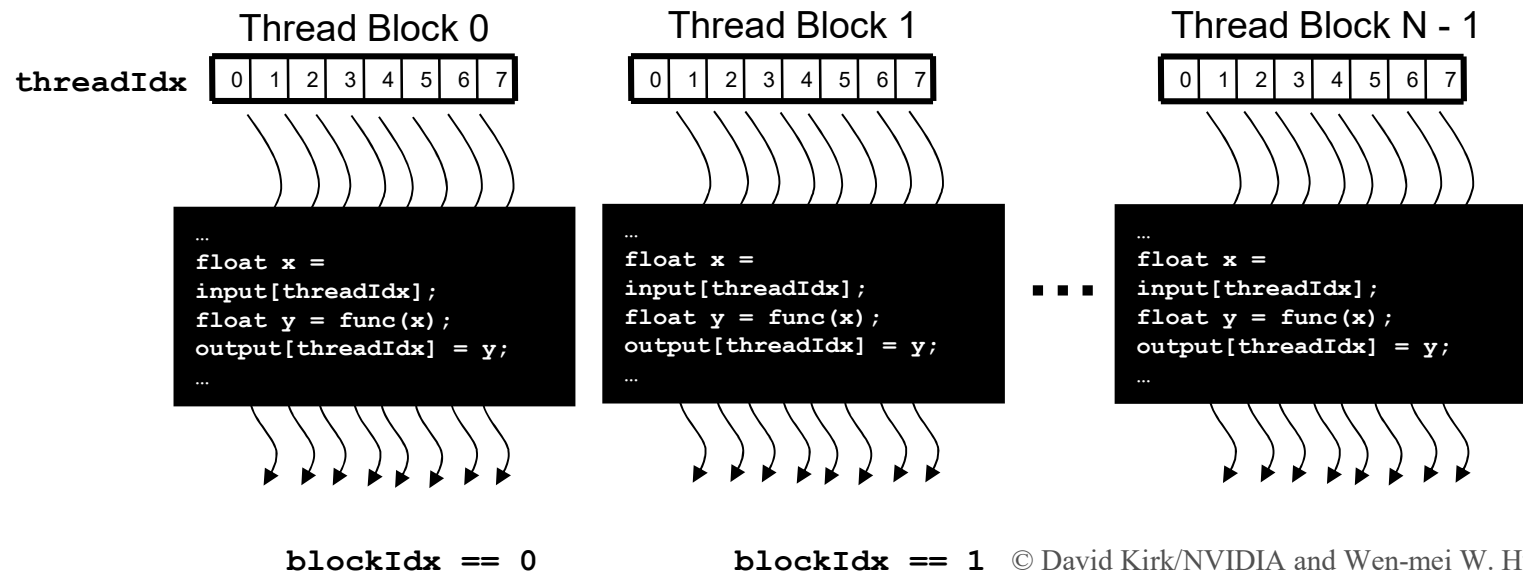 Thread Block 0
Thread Block 1
Thread Block N - 1
threadIdx
0 1 2 3 4 5 6 7
0 1 2 3 4 5 6 7
0 1 2 3 4 5 6 7
…
float x =
input[threadIdx];
float y = func(x);
output[threadIdx] = y;
…
…
float x =
input[threadIdx];
float y = func(x);
output[threadIdx] = y;
…
…
float x =
input[threadIdx];
float y = func(x);
output[threadIdx] = y;
…
blockIdx == 0
blockIdx == 1
© David Kirk/NVIDIA and Wen-mei W. H